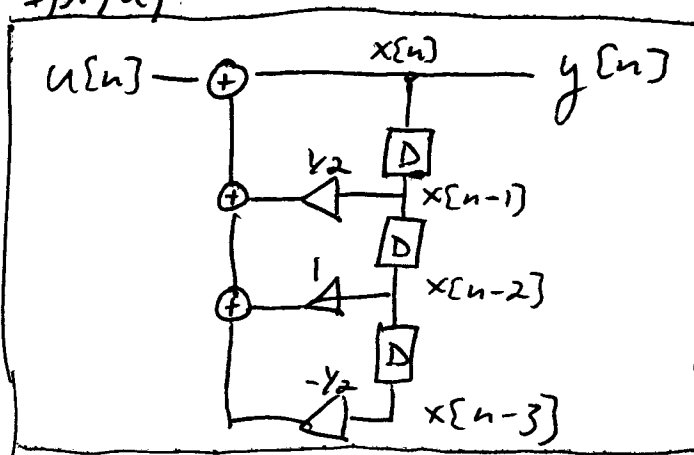 x[n]
u[n] + y[n]
D
1/2
+ x[n-1]
D
1
+ x[n-2]
D
-1/2
x[n-3]